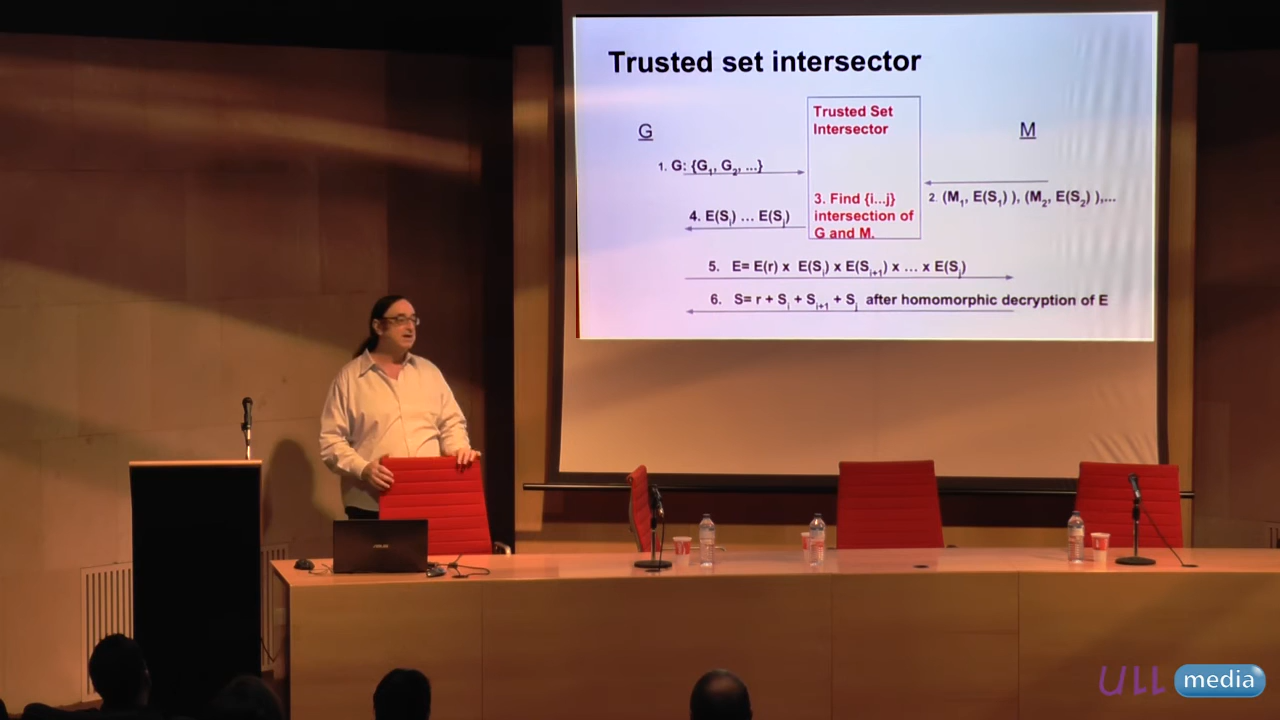 Trusted set intersector
Trusted Set
Intersector
G
M
1. G: {G1, G2, ...}
2. (M1, E(S1) ), (M2, E(S2) ),...
3. Find {i...j}
intersection of
G and M.
4. E(Si) ... E(Sj)
5. E= E(r) x E(Si) x E(Si+1) x ... x E(Sj)
6. S= r + Si + Si+1 + Sj after homomorphic decryption of E
ASUS
ULL media